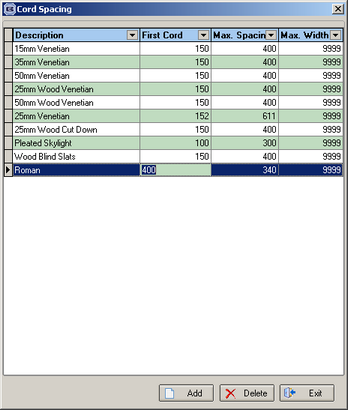 Cord Spacing
Description First Cord Max. Spacin Max. Width
15mm Venetian 150 400 9999
35mm Venetian 150 400 9999
50mm Venetian 150 400 9999
25mm Wood Venetian 150 400 9999
50mm Wood Venetian 150 400 9999
25mm Venetian 152 611 9999
25mm Wood Cut Down 150 400 9999
Pleated Skylight 100 300 9999
Wood Blind Slats 150 400 9999
Roman 400 340 9999
Add Delete Exit